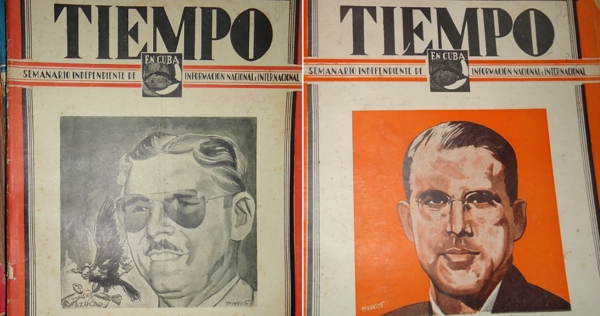 TIEMPO
EN CUBA
SEMANARIO INDEPENDIENTE DE INFORMACION NACIONAL E INTERNACIONAL
AZUCAR
TIEMPO
EN CUBA
SEMANARIO INDEPENDIENTE DE INFORMACION NACIONAL E INTERNACIONAL